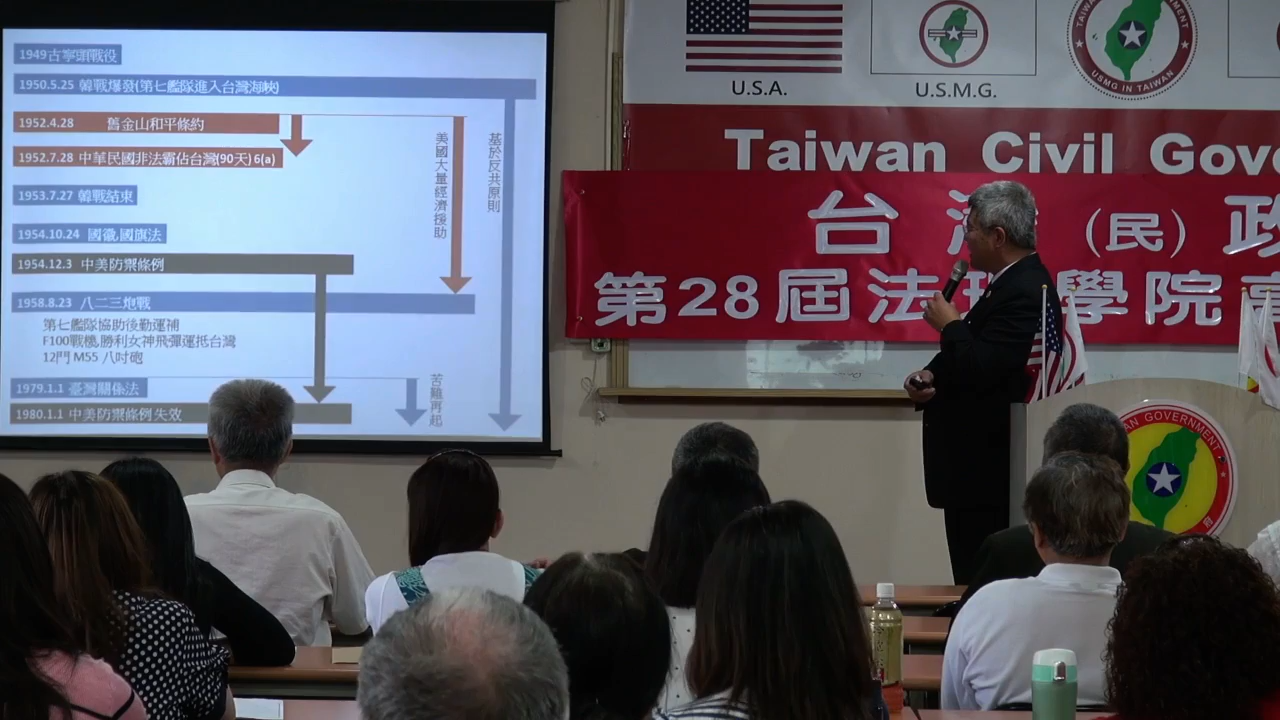 1949古寧頭戰役
1950.5.25 韓戰爆發(第七艦隊進入台灣海峽)
1952.4.28 舊金山和平條約
1952.7.28 中華民國非法霸佔台灣(90天) 6(a)
1953.7.27 韓戰結束
1954.10.24 國徽,國旗法
1954.12.3 中美防禦條例
1958.8.23 八二三炮戰
第七艦隊協助後勤運補
F100戰機,勝利女神飛彈運抵台灣
12門 M55 八吋砲
1979.1.1 臺灣關係法
1980.1.1 中美防禦條例失效
美國大量經濟援助
基於反共原則
苦難再起
U.S.A.
U.S.M.G.
USMG IN TAIWAN
Taiwan Civil Gove
台灣(民)政
第28屆法理學院高
AN GOVERNMENT
府